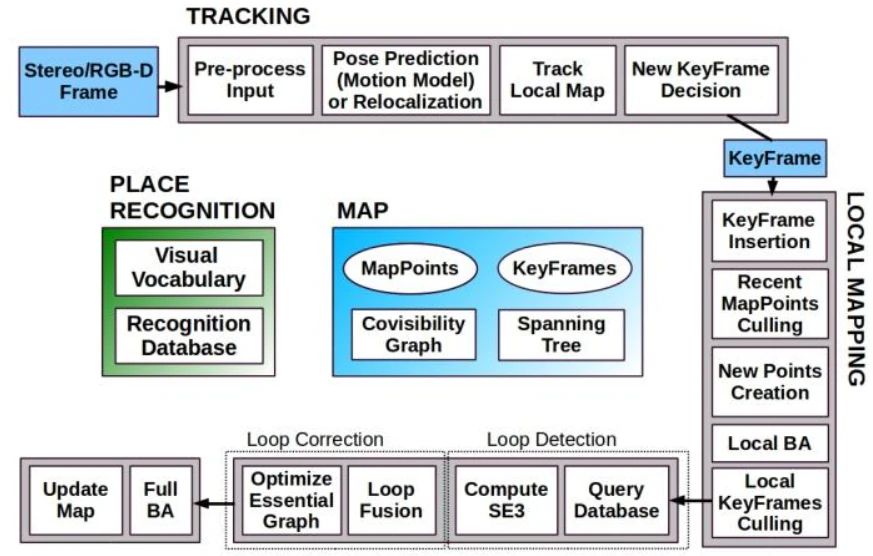 TRACKING
Stereo/RGB-D
Frame
Pre-process
Input
Pose Prediction
(Motion Model)
or Relocalization
Track
Local Map
New KeyFrame
Decision
KeyFrame
PLACE
RECOGNITION
Visual
Vocabulary
Recognition
Database
MAP
MapPoints
KeyFrames
Covisibility
Graph
Spanning
Tree
LOCAL MAPPING
KeyFrame
Insertion
Recent
MapPoints
Culling
New Points
Creation
Local BA
Local
KeyFrames
Culling
Loop Correction
Loop Detection
Update
Map
Full
BA
Optimize
Essential
Graph
Loop
Fusion
Compute
SE3
Query
Database